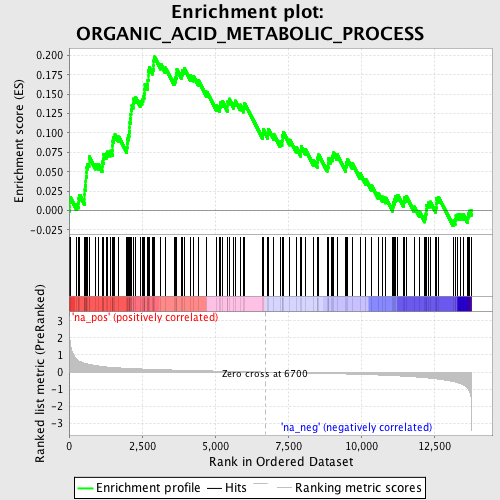 Enrichment plot:
ORGANIC_ACID_METABOLIC_PROCESS
Enrichment score (ES)
0.200
0.175
0.150
0.125
0.100
0.075
0.050
0.025
0.000
-0.025
Ranked list metric (PreRanked)
3
2
1
0
-1
-2
-3
'na_pos' (positively correlated)
Zero cross at 6700
'na_neg' (negatively correlated)
0
2,500
5,000
7,500
10,000
12,500
Rank in Ordered Dataset
Enrichment profile
Hits
Ranking metric scores